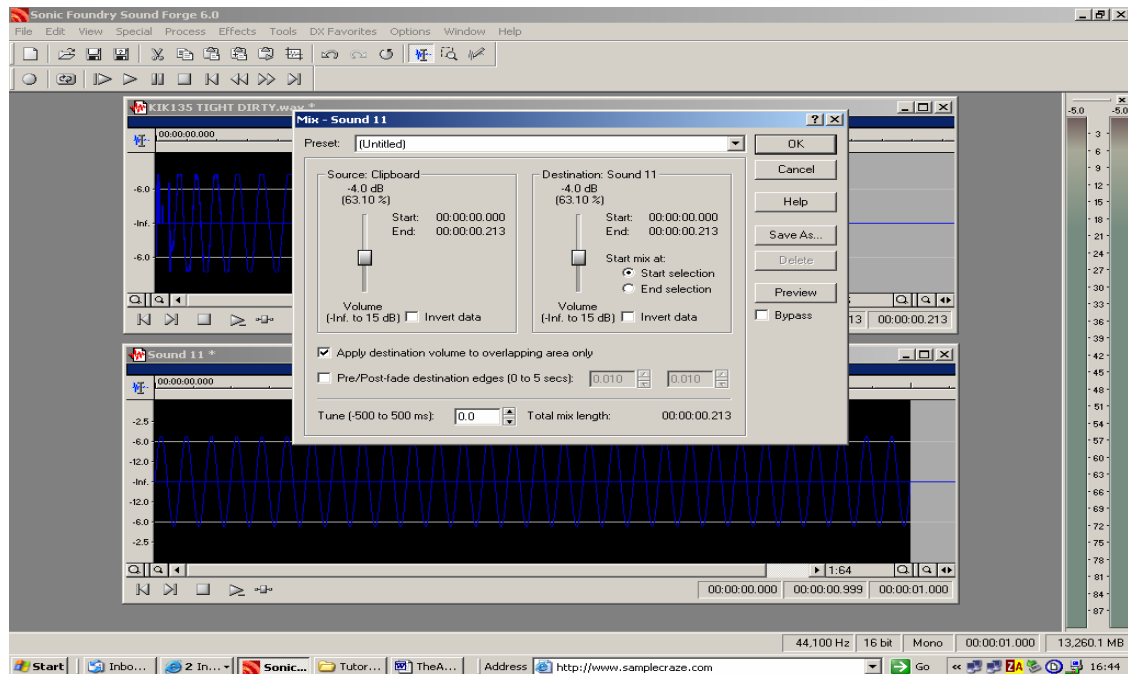 Sonic Foundry Sound Forge 6.0
File Edit View Special Process Effects Tools DX Favorites Options Window Help
KIK135 TIGHT DIRTY.wav *
00:00:00.000
-6.0
-Inf.
-6.0
13 00:00:00.213
Mix - Sound 11
Preset: (Untitled)
OK
Cancel
Help
Save As...
Delete
Preview
Bypass
Source: Clipboard
-4.0 dB
(63.10 %)
Start: 00:00:00.000
End: 00:00:00.213
Volume
(-Inf. to 15 dB) Invert data
Destination: Sound 11
-4.0 dB
(63.10 %)
Start: 00:00:00.000
End: 00:00:00.213
Start mix at:
Start selection
End selection
Volume
(-Inf. to 15 dB) Invert data
Apply destination volume to overlapping area only
Pre/Post-fade destination edges (0 to 5 secs): 0.010 0.010
Tune (-500 to 500 ms): 0.0 Total mix length: 00:00:00.213
Sound 11 *
00:00:00.000
-2.5
-6.0
-12.0
-Inf.
-12.0
-6.0
-2.5
1:64
00:00:00.000 00:00:00.999 00:00:01.000
-5.0 -5.0
- 3 -
- 6 -
- 9 -
- 12 -
- 15 -
- 18 -
- 21 -
- 24 -
- 27 -
- 30 -
- 33 -
- 36 -
- 39 -
- 42 -
- 45 -
- 48 -
- 51 -
- 54 -
- 57 -
- 60 -
- 63 -
- 66 -
- 69 -
- 72 -
- 75 -
- 78 -
- 81 -
- 84 -
- 87 -
44,100 Hz 16 bit Mono 00:00:01.000 13,260.1 MB
Start Inbo... 2 In... Sonic... Tutor... TheA... Address http://www.samplecraze.com Go « ZA 16:44